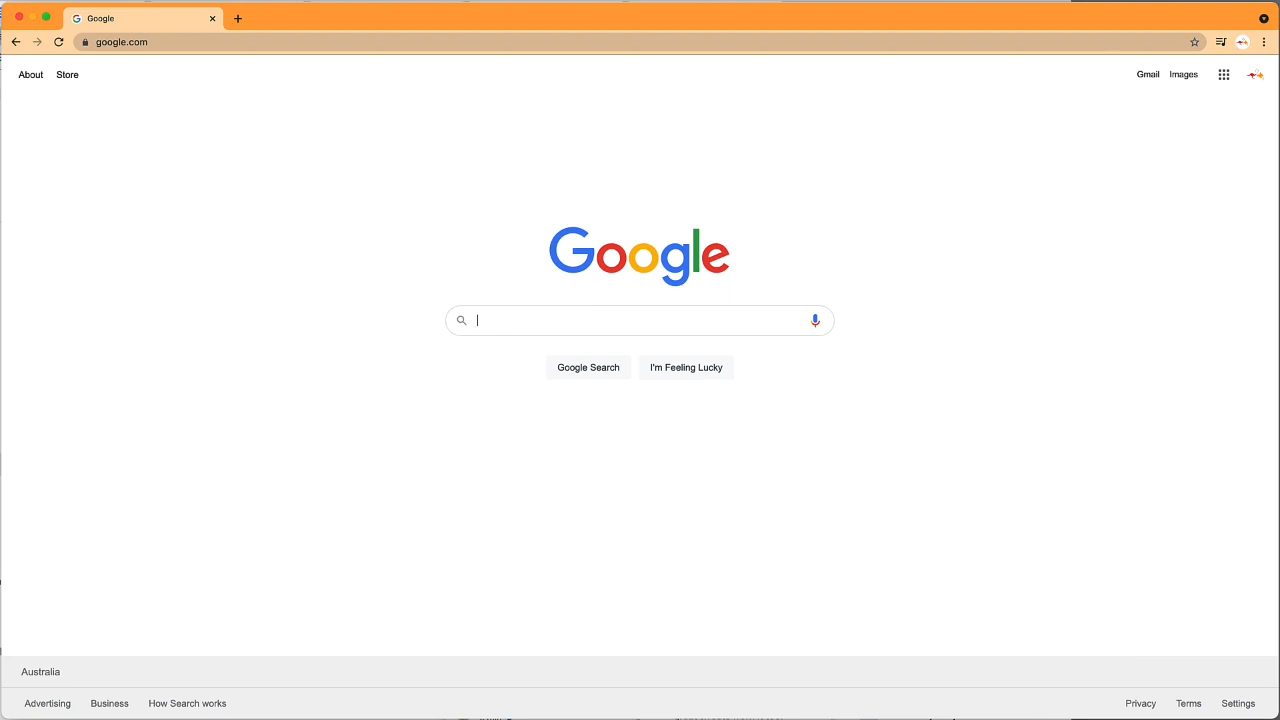 Google
google.com
About Store Gmail Images
Google
Google Search I'm Feeling Lucky
Australia
Advertising Business How Search works Privacy Terms Settings